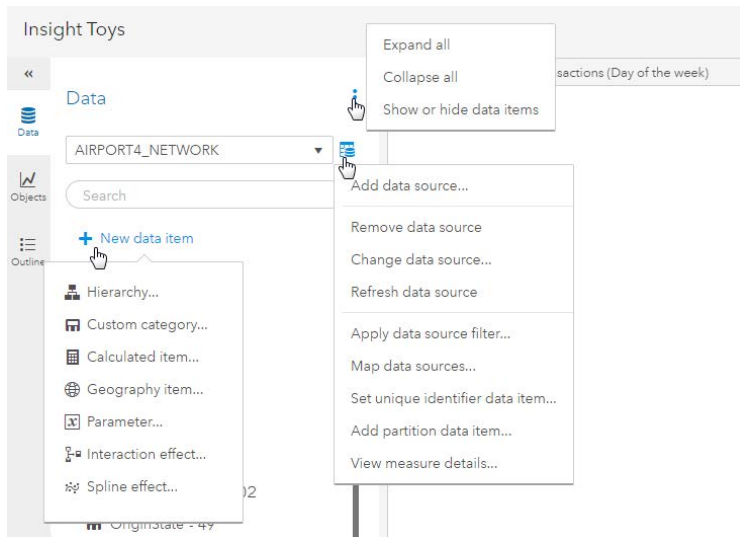 Insight Toys
Expand all
Collapse all
Show or hide data items
sactions (Day of the week)
Data
Data
AIRPORT4_NETWORK
Search
Objects
New data item
Outline
Hierarchy...
Custom category...
Calculated item...
Geography item...
Parameter...
Interaction effect...
Spline effect...
02
OriginState - 49
Add data source...
Remove data source
Change data source...
Refresh data source
Apply data source filter...
Map data sources...
Set unique identifier data item...
Add partition data item...
View measure details...